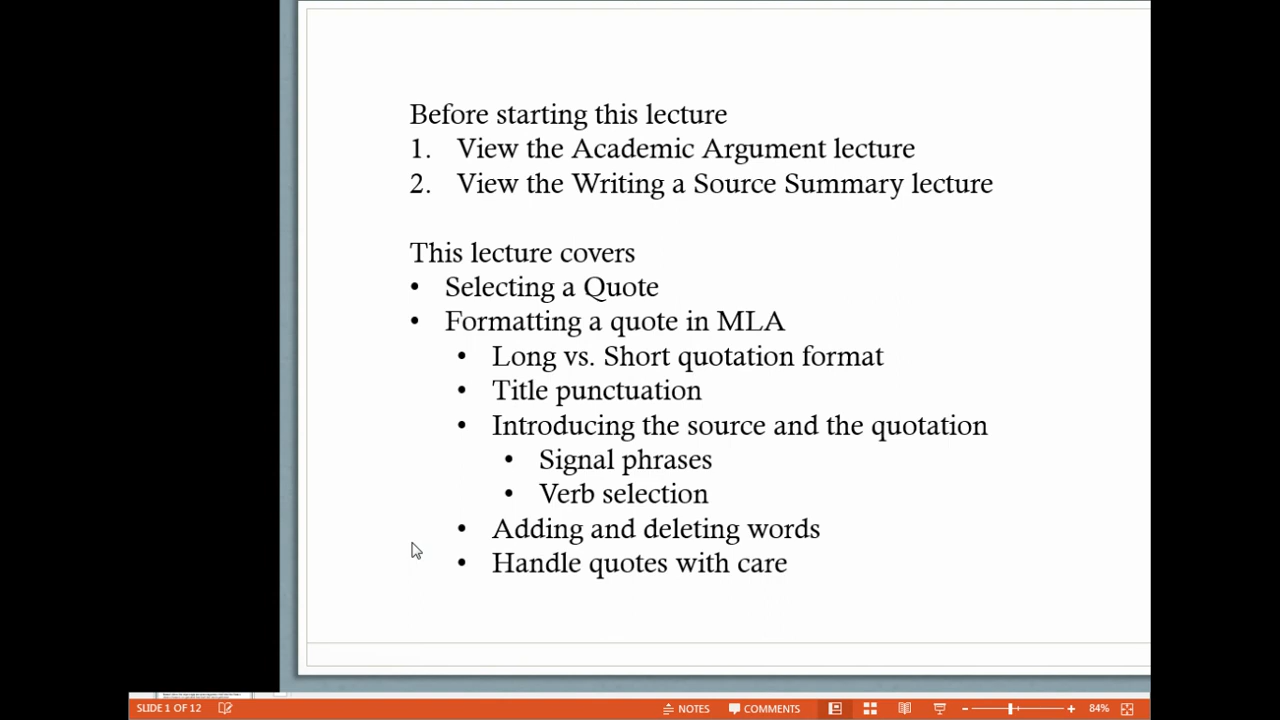 Before starting this lecture
1. View the Academic Argument lecture
2. View the Writing a Source Summary lecture
This lecture covers
• Selecting a Quote
• Formatting a quote in MLA
• Long vs. Short quotation format
• Title punctuation
• Introducing the source and the quotation
• Signal phrases
• Verb selection
• Adding and deleting words
• Handle quotes with care
SLIDE 1 OF 12 NOTES COMMENTS 84%